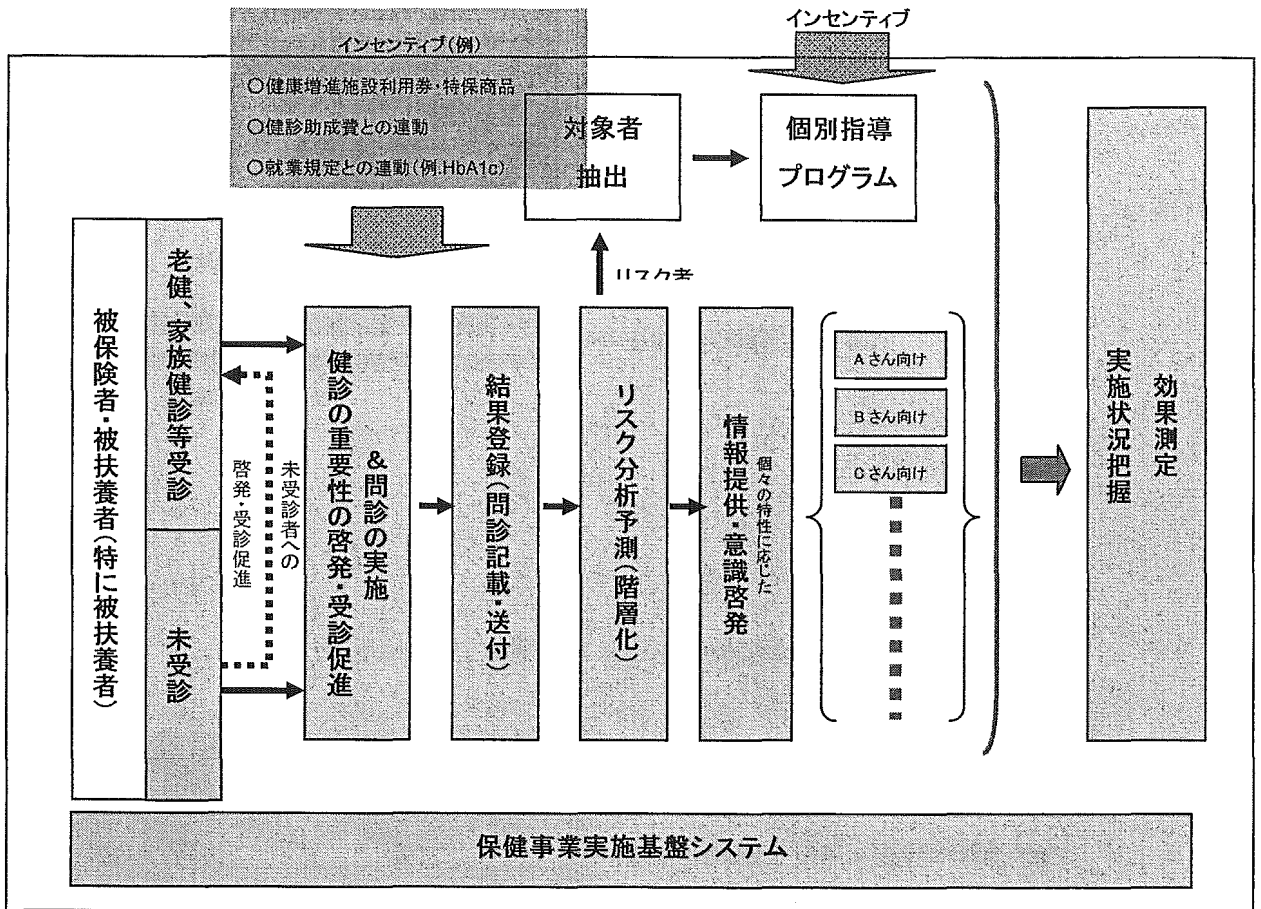 インセンティブ(例)
○健康増進施設利用券・特保商品
○健診助成費との連動
○就業規定との連動(例.HbA1c)
インセンティブ
対象者
抽出
個別指導
プログラム
リスク者
被保険者・被扶養者(特に被扶養者)
老健、家族健診等受診
未受診
未受診者への
啓発・受診促進
&問診の実施
健診の重要性の啓発・受診促進
結果登録(問診記載・送付)
リスク分析予測(階層化)
個々の特性に応じた
情報提供・意識啓発
Aさん向け
Bさん向け
Cさん向け
効果測定
実施状況把握
保健事業実施基盤システム